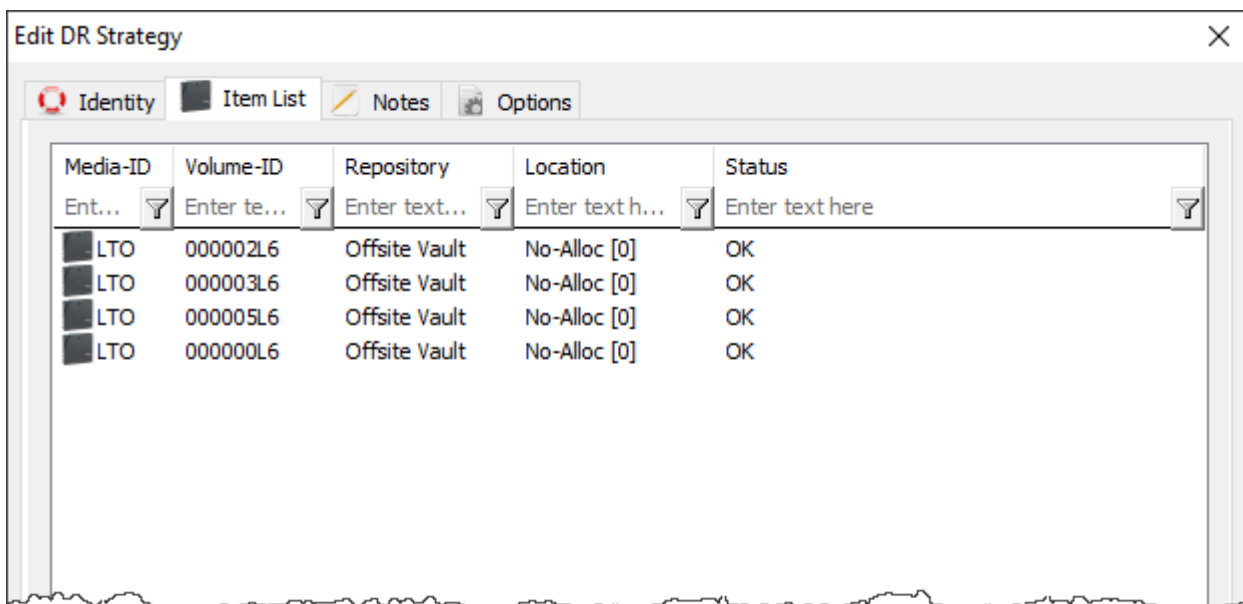 Edit DR Strategy
Identity Item List Notes Options
Media-ID Volume-ID Repository Location Status
Ent... Enter te... Enter text... Enter text h... Enter text here
LTO 000002L6 Offsite Vault No-Alloc [0] OK
LTO 000003L6 Offsite Vault No-Alloc [0] OK
LTO 000005L6 Offsite Vault No-Alloc [0] OK
LTO 000000L6 Offsite Vault No-Alloc [0] OK